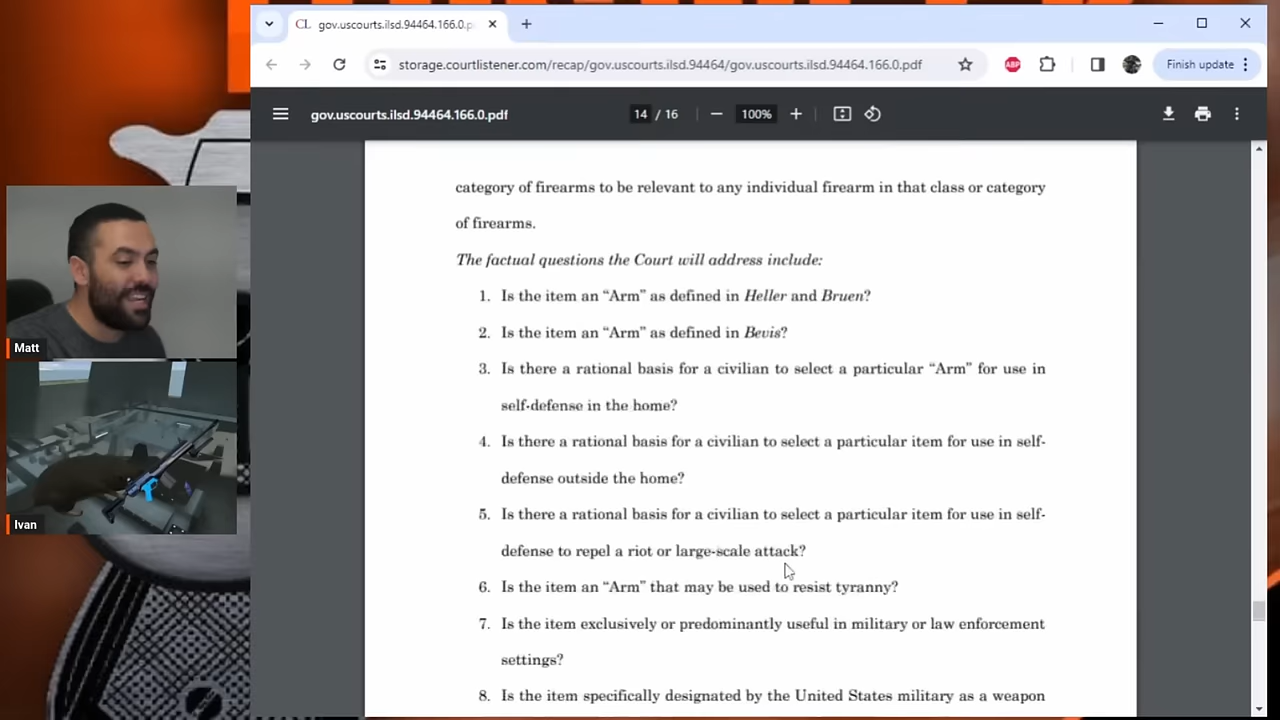 CL gov.uscourts.ilsd.94464.166.0.p
storage.courtlistener.com/recap/gov.uscourts.ilsd.94464/gov.uscourts.ilsd.94464.166.0.pdf
ABP
Finish update
gov.uscourts.ilsd.94464.166.0.pdf
14 / 16
100%
category of firearms to be relevant to any individual firearm in that class or category
of firearms.
The factual questions the Court will address include:
1. Is the item an “Arm” as defined in Heller and Bruen?
2. Is the item an “Arm” as defined in Bevis?
3. Is there a rational basis for a civilian to select a particular “Arm” for use in
self-defense in the home?
4. Is there a rational basis for a civilian to select a particular item for use in self-
defense outside the home?
5. Is there a rational basis for a civilian to select a particular item for use in self-
defense to repel a riot or large-scale attack?
6. Is the item an “Arm” that may be used to resist tyranny?
7. Is the item exclusively or predominantly useful in military or law enforcement
settings?
8. Is the item specifically designated by the United States military as a weapon
Matt
Ivan